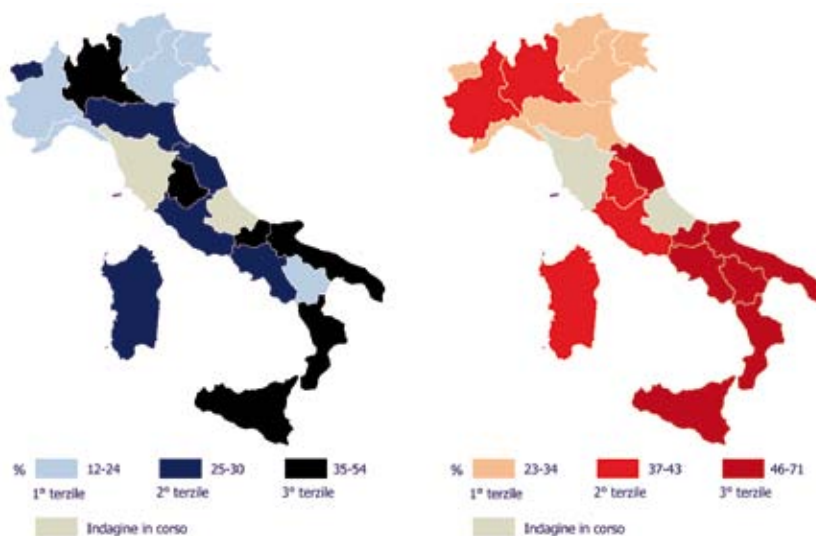 % 12-24 25-30 35-54
1° terzile 2° terzile 3° terzile
Indagine in corso
% 23-34 37-43 46-71
1° terzile 2° terzile 3° terzile
Indagine in corso